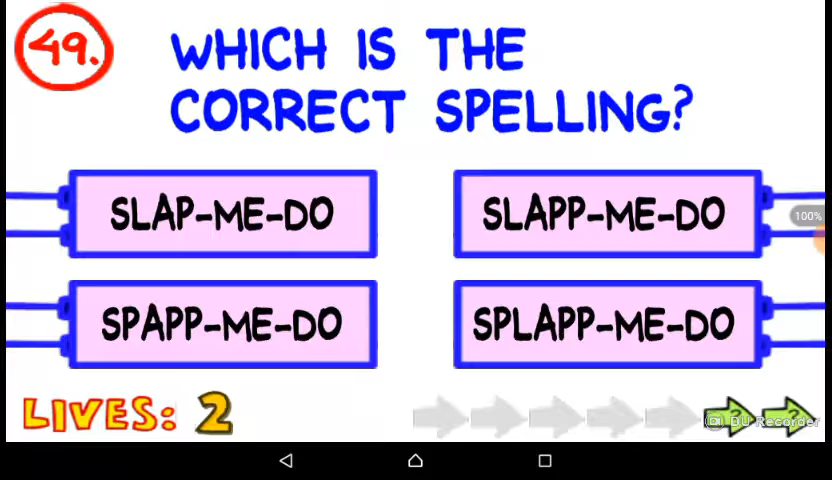 49.
WHICH IS THE
CORRECT SPELLING?
SLAP-ME-DO
SLAPP-ME-DO
100%
SPAPP-ME-DO
SPLAPP-ME-DO
LIVES: 2
? ?
DU Recorder